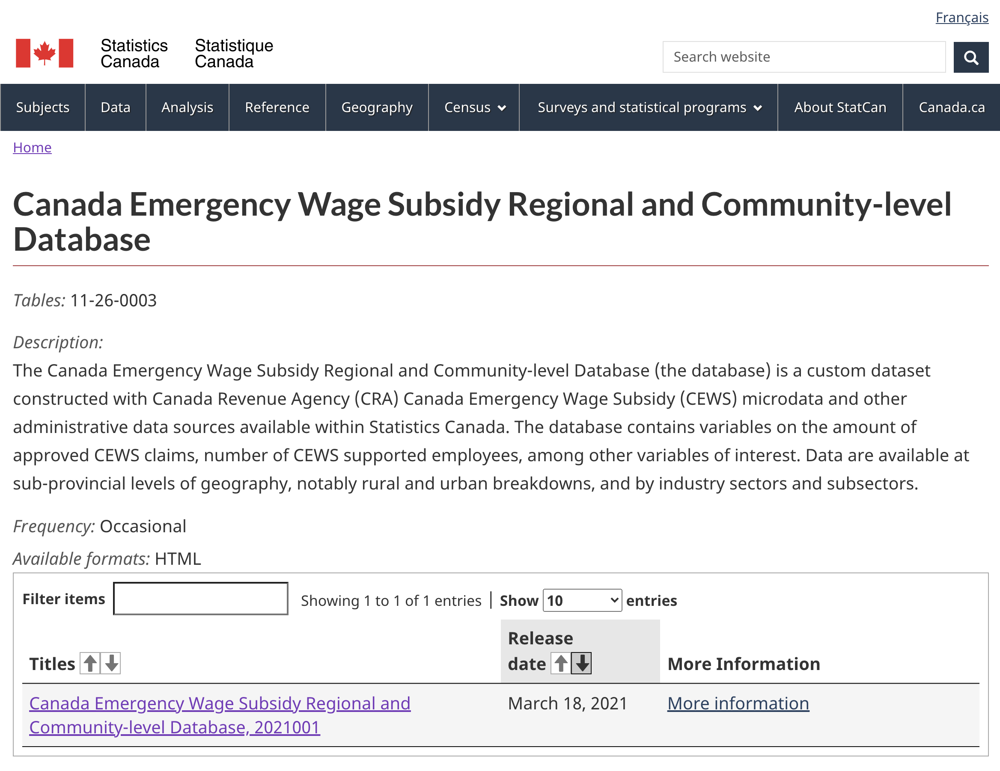 Français
Statistics Canada
Statistique Canada
Search website
Subjects
Data
Analysis
Reference
Geography
Census
Surveys and statistical programs
About StatCan
Canada.ca
Home
Canada Emergency Wage Subsidy Regional and Community-level
Database
Tables: 11-26-0003
Description:
The Canada Emergency Wage Subsidy Regional and Community-level Database (the database) is a custom dataset
constructed with Canada Revenue Agency (CRA) Canada Emergency Wage Subsidy (CEWS) microdata and other
administrative data sources available within Statistics Canada. The database contains variables on the amount of
approved CEWS claims, number of CEWS supported employees, among other variables of interest. Data are available at
sub-provincial levels of geography, notably rural and urban breakdowns, and by industry sectors and subsectors.
Frequency: Occasional
Available formats: HTML
Filter items Showing 1 to 1 of 1 entries | Show 10 entries
Titles
Release
date
More Information
Canada Emergency Wage Subsidy Regional and
Community-level Database, 2021001
March 18, 2021
More information